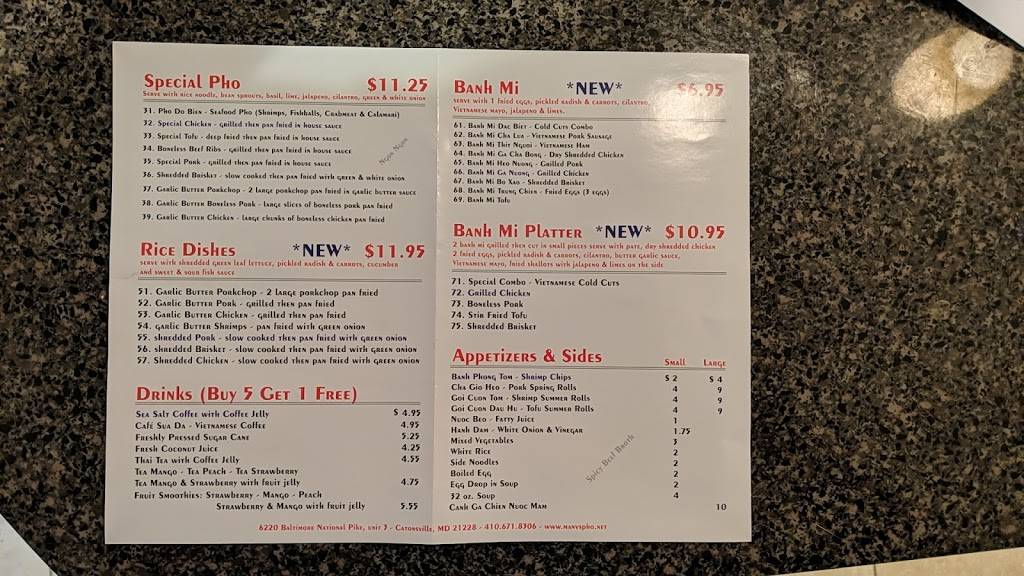 Special Pho $11.25
Serve with rice noodle, bean sprouts, basil, lime, jalapeno, cilantro, green & white onion
31. Pho Do Bien - Seafood Pho (Shrimps, Fishballs, Crabmeat & Calamari)
32. Special Chicken - grilled then pan fried in house sauce
33. Special Tofu - deep fried then pan fried in house sauce
34. Boneless Beef Ribs - grilled then pan fried in house sauce
35. Special Pork - grilled then pan fried in house sauce
36. Shredded Brisket - slow cooked then pan fried with green & white onion
37. Garlic Butter Porkchop - 2 large porkchop pan fried in garlic butter sauce
38. Garlic Butter Boneless Pork - large slices of boneless pork pan fried
39. Garlic Butter Chicken - large chunks of boneless chicken pan fried
Ngon Ngon
Rice Dishes *NEW* $11.95
serve with shredded green leaf lettuce, pickled radish & carrots, cucumber
and sweet & sour fish sauce
51. Garlic Butter Porkchop - 2 large porkchop pan fried
52. Garlic Butter Pork - grilled then pan fried
53. Garlic Butter Chicken - grilled then pan fried
54. garlic Butter Shrimps - pan fried with green onion
55. shredded Pork - slow cooked then pan fried with green onion
56. shredded Brisket - slow cooked then pan fried with green onion
57. Shredded Chicken - slow cooked then pan fried with green onion
Drinks (Buy 5 Get 1 Free)
Sea Salt Coffee with Coffee Jelly $ 4.95
Café Sua Da - Vietnamese Coffee 4.95
Freshly Pressed Sugar Cane 5.25
Fresh Coconut Juice 4.25
Thai Tea with Coffee Jelly 4.55
Tea Mango - Tea Peach - Tea Strawberry
Tea Mango & Strawberry with fruit jelly 4.75
Fruit Smoothies: Strawberry - Mango - Peach
Strawberry & Mango with fruit jelly 5.55
Banh Mi *NEW* $6.95
serve with 1 fried eggs, pickled radish & carrots, cilantro,
Vietnamese mayo, jalapeno & limes.
61. Banh Mi Dac Biet - Cold Cuts Combo
62. Banh Mi Cha Lua - Vietnamese Pork Sausage
63. Banh Mi Thit Nguoi - Vietnamese Ham
64. Banh Mi Ga Cha Bong - Dry Shredded Chicken
65. Banh Mi Heo Nuong - Grilled Pork
66. Banh Mi Ga Nuong - Grilled Chicken
67. Banh Mi Bo Xao - Shredded Brisket
68. Banh Mi Trung Chien - Fried Eggs (3 eggs)
69. Banh Mi Tofu
Banh Mi Platter *NEW* $10.95
2 banh mi grilled then cut in small pieces serve with pate, dry shredded chicken
2 fried eggs, pickled radish & carrots, cilantro, butter garlic sauce,
Vietnamese mayo, fried shallots with jalapeno & limes on the side
71. Special Combo - Vietnamese Cold Cuts
72. Grilled Chicken
73. Boneless Pork
74. Stir Fried Tofu
75. Shredded Brisket
Appetizers & Sides Small Large
Banh Phong Tom - Shrimp Chips $ 2 $ 4
Cha Gio Heo - Pork Spring Rolls 4 9
Goi Cuon Tom - Shrimp Summer Rolls 4 9
Goi Cuon Dau Hu - Tofu Summer Rolls 4 9
Nuoc Beo - Fatty Juice 1
Hanh Dam - White Onion & Vinegar 1.75
Mixed Vegetables 3
White Rice 2
Side Noodles 2
Boiled Egg 2
Egg Drop in Soup 2
32 oz. Soup 4
Canh Ga Chien Nuoc Mam 10
Spicy Beef Broth
6220 Baltimore National Pike, unit 3 - Catonsville, MD 21228 - 410.671.8306 - www.manvspho.net